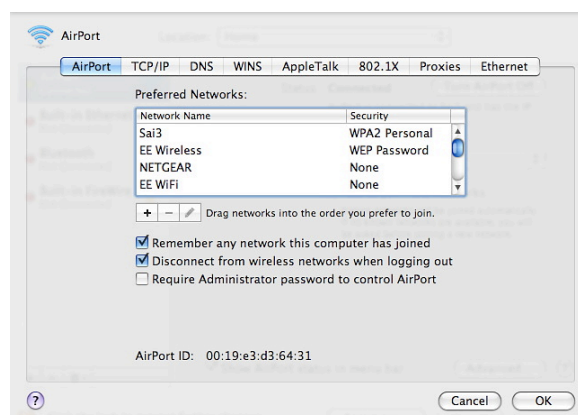 AirPort
Location: Home
AirPort TCP/IP DNS WINS AppleTalk 802.1X Proxies Ethernet
Preferred Networks:
Network Name Security
Sai3 WPA2 Personal
EE Wireless WEP Password
NETGEAR None
EE WiFi None
+ − Drag networks into the order you prefer to join.
Remember any network this computer has joined
Disconnect from wireless networks when logging out
Require Administrator password to control AirPort
AirPort ID: 00:19:e3:d3:64:31
? Cancel OK